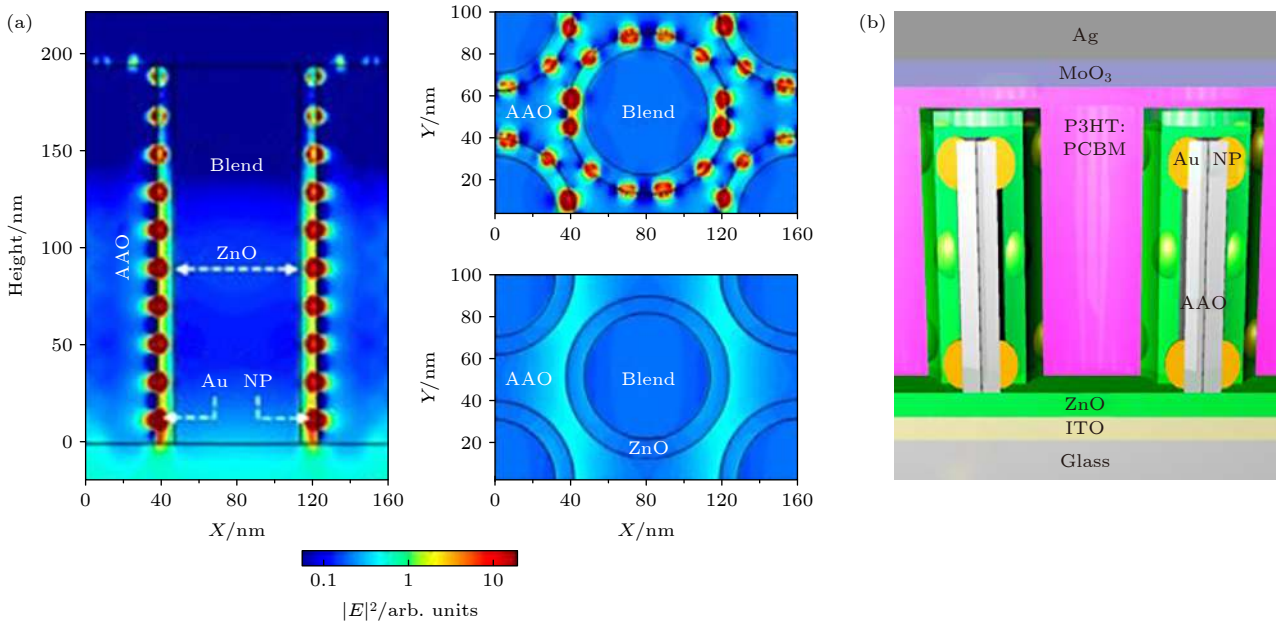 (a)
220
200
150
100
50
0
Height/nm
Blend
AAO
ZnO
Au NP
0 40 80 120 160
X/nm
100
80
60
40
20
Y/nm
AAO Blend
0 40 80 120 160
100
80
60
40
20
Y/nm
AAO Blend
ZnO
0 40 80 120 160
X/nm
0.1 1 10
|E|²/arb. units
(b)
Ag
MoO₃
P3HT:
PCBM
Au NP
AAO
ZnO
ITO
Glass